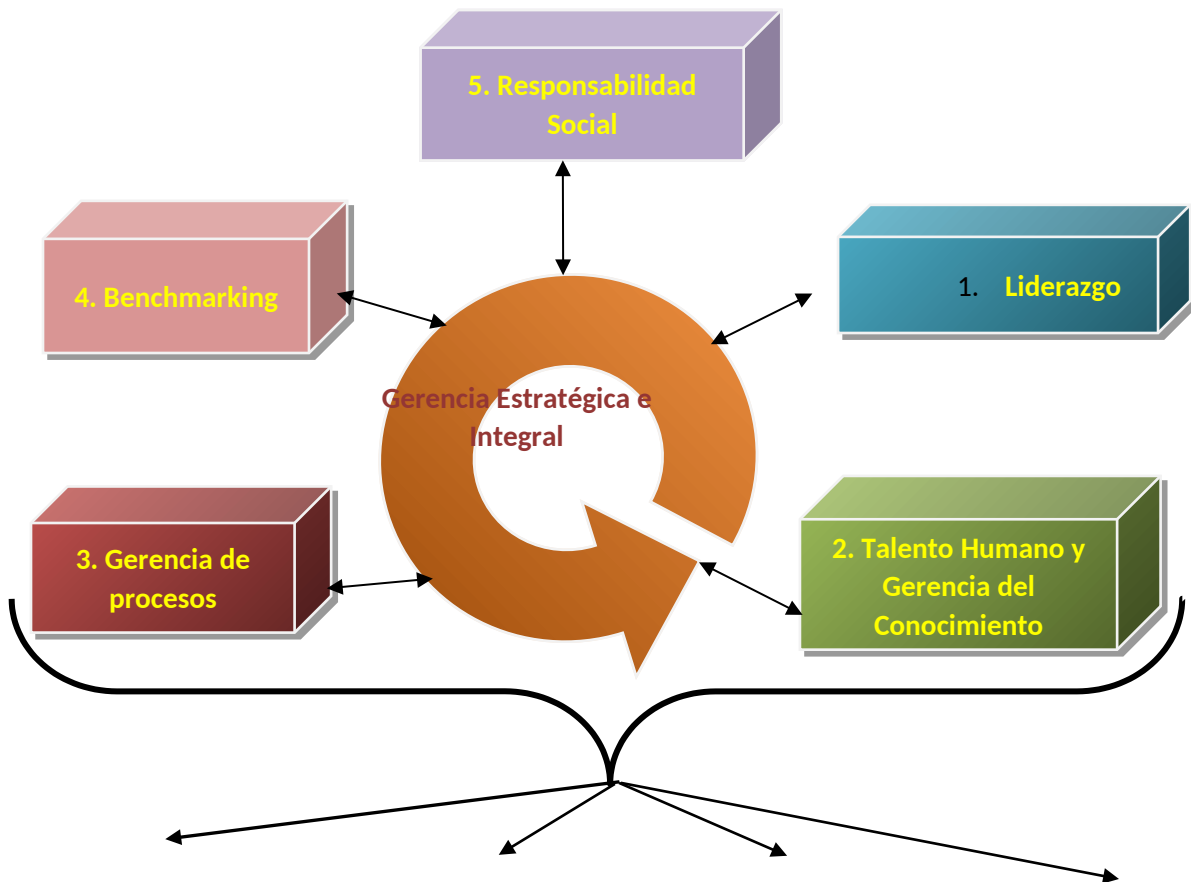 5. Responsabilidad
Social
4. Benchmarking
1. Liderazgo
Gerencia Estratégica e
Integral
3. Gerencia de
procesos
2. Talento Humano y
Gerencia del
Conocimiento